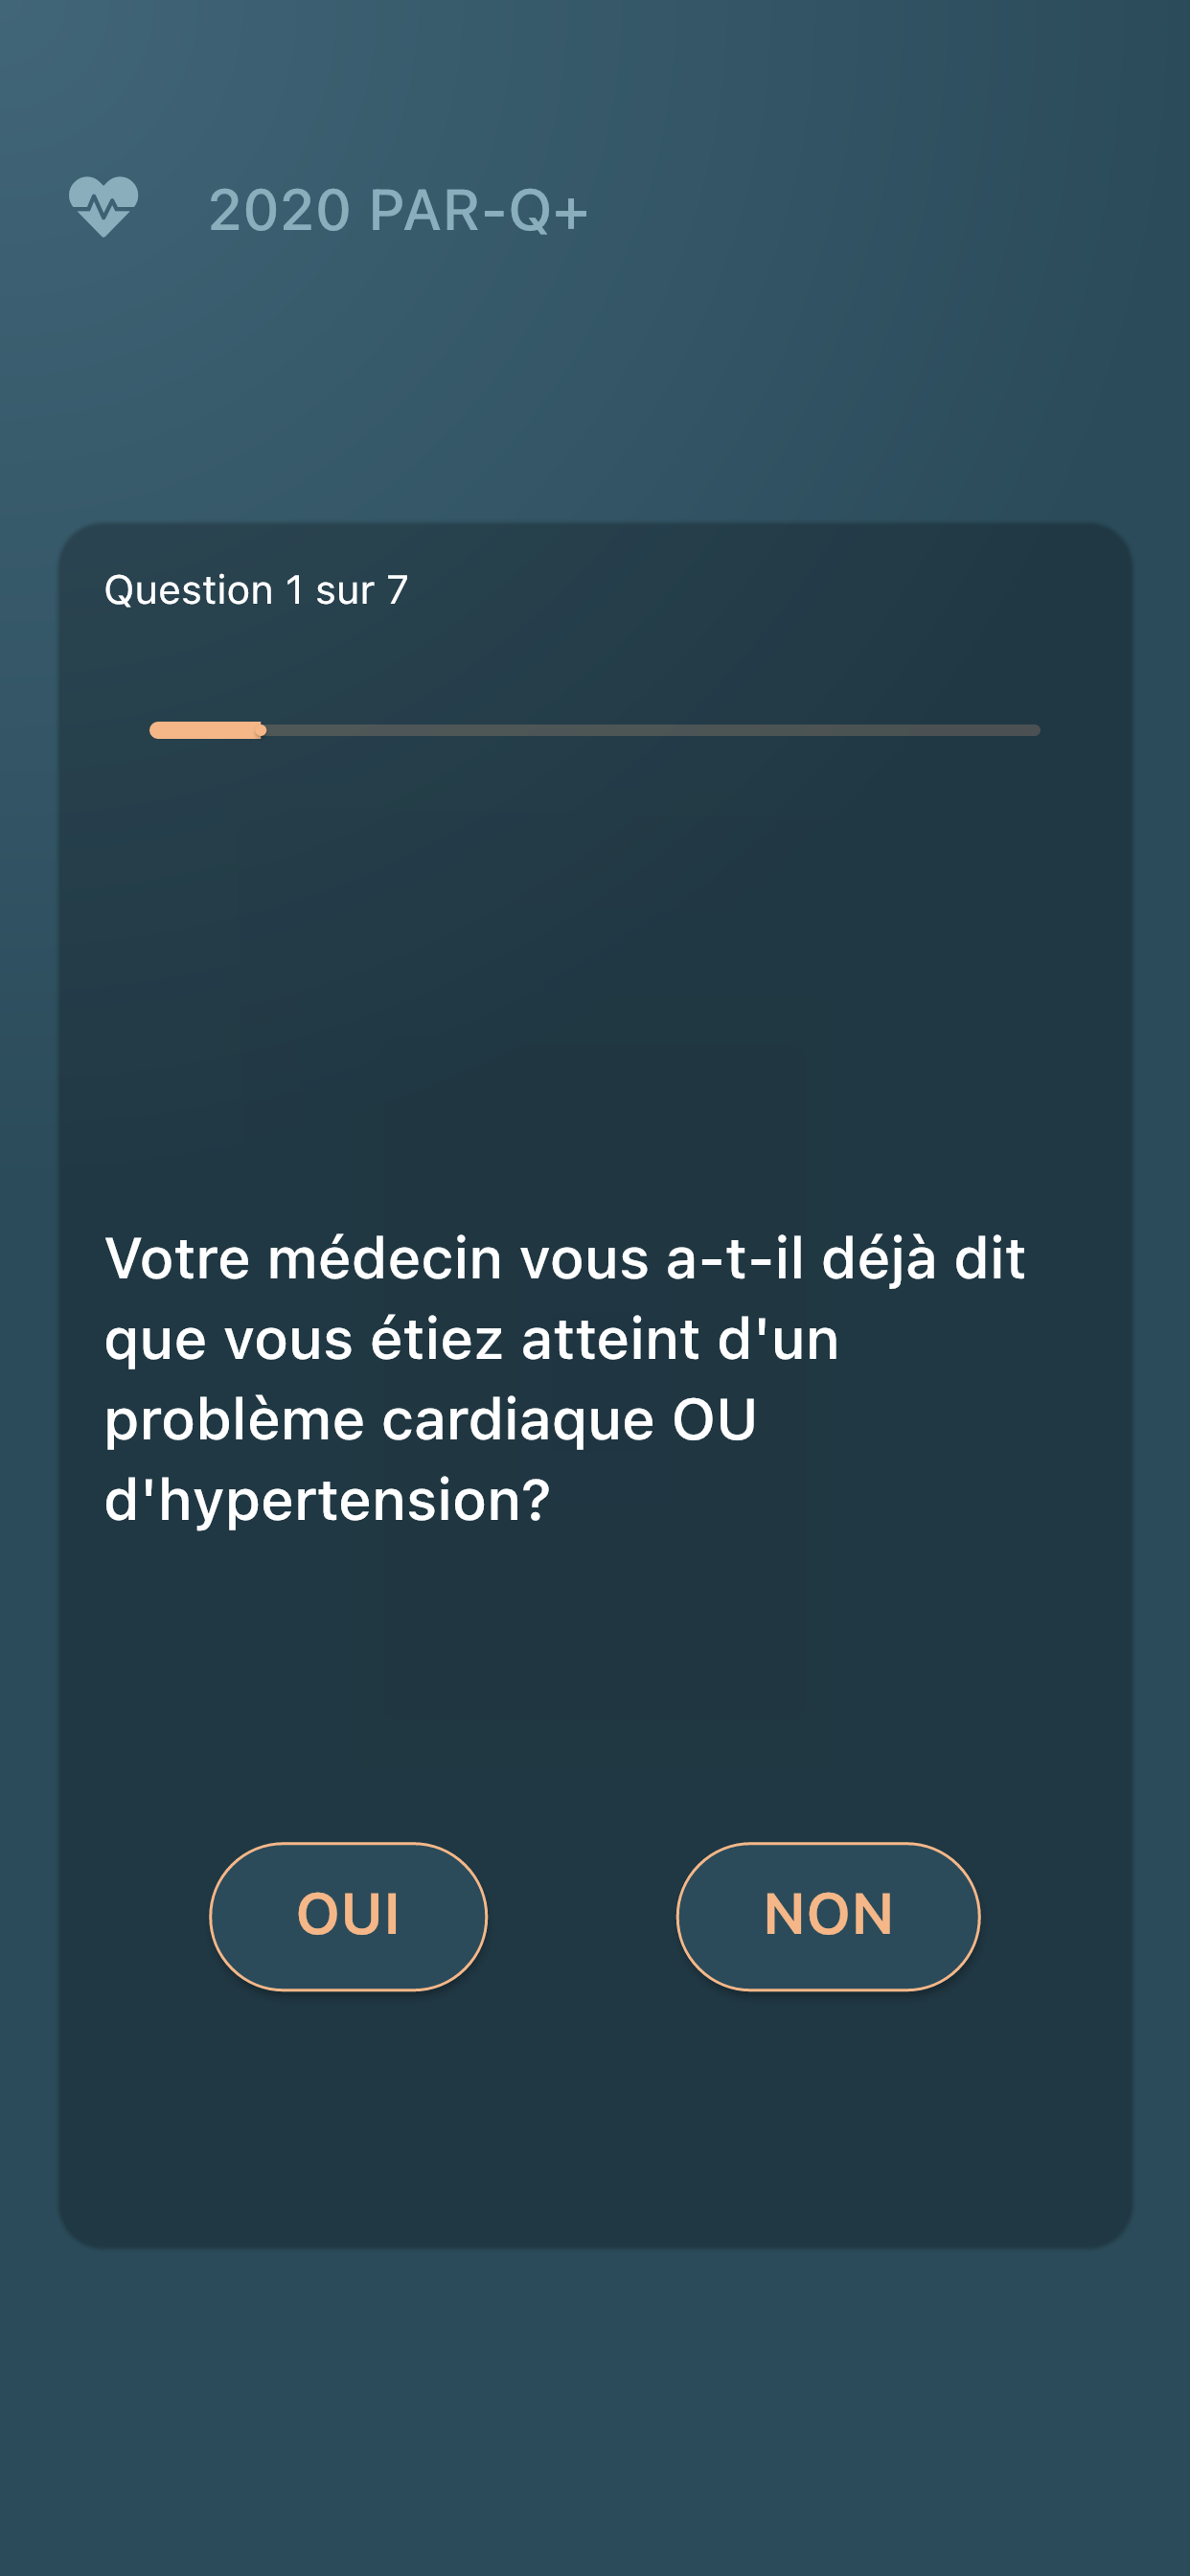 2020 PAR-Q+
Question 1 sur 7
Votre médecin vous a-t-il déjà dit
que vous étiez atteint d'un
problème cardiaque OU
d'hypertension?
OUI
NON